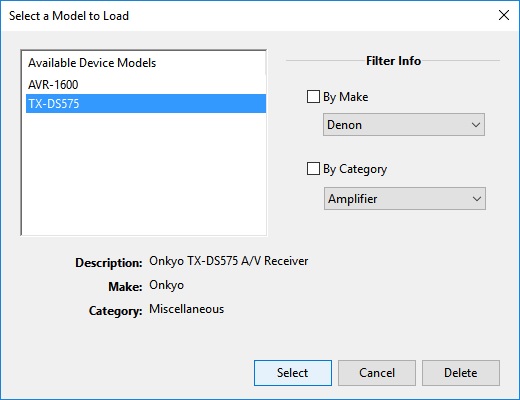 Select a Model to Load
Available Device Models
AVR-1600
TX-DS575
Filter Info
By Make
Denon
By Category
Amplifier
Description: Onkyo TX-DS575 A/V Receiver
Make: Onkyo
Category: Miscellaneous
Select Cancel Delete